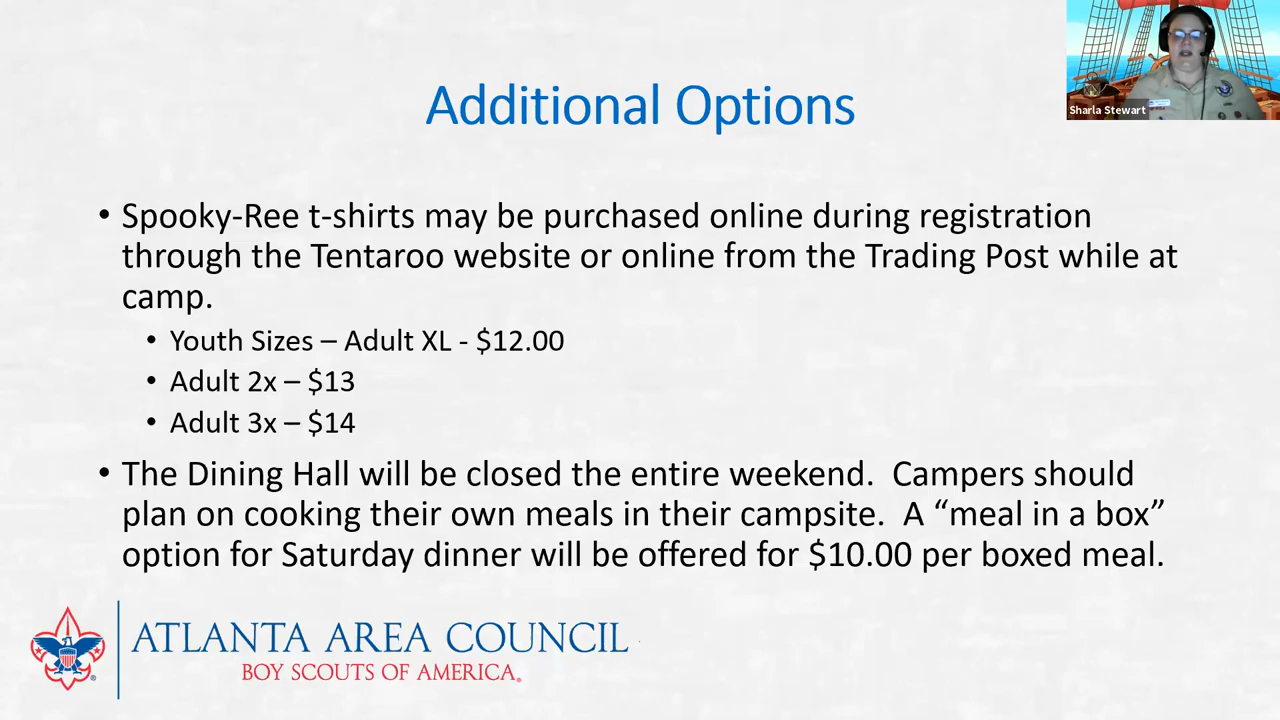 Additional Options
Sharla Stewart
• Spooky-Ree t-shirts may be purchased online during registration
through the Tentaroo website or online from the Trading Post while at
camp.
• Youth Sizes – Adult XL - $12.00
• Adult 2x – $13
• Adult 3x – $14
• The Dining Hall will be closed the entire weekend.  Campers should
plan on cooking their own meals in their campsite.  A “meal in a box”
option for Saturday dinner will be offered for $10.00 per boxed meal.
ATLANTA AREA COUNCIL
BOY SCOUTS OF AMERICA®